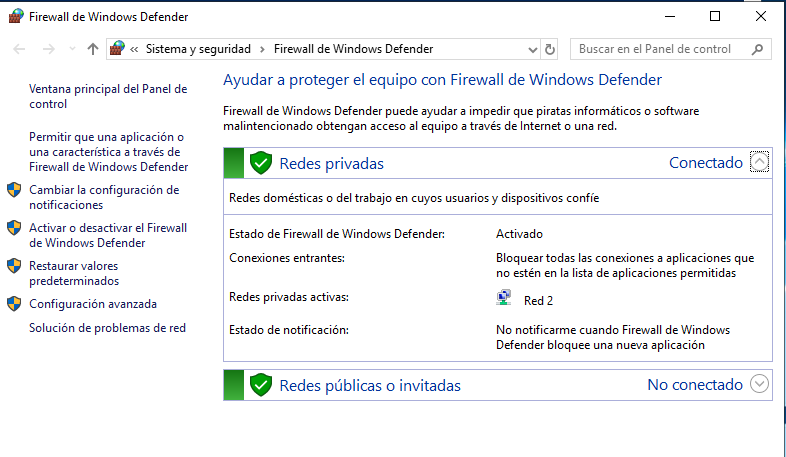 Firewall de Windows Defender
« Sistema y seguridad > Firewall de Windows Defender
Buscar en el Panel de control
Ventana principal del Panel de
control
Permitir que una aplicación o
una característica a través de
Firewall de Windows Defender
Cambiar la configuración de
notificaciones
Activar o desactivar el Firewall
de Windows Defender
Restaurar valores
predeterminados
Configuración avanzada
Solución de problemas de red
Ayudar a proteger el equipo con Firewall de Windows Defender
Firewall de Windows Defender puede ayudar a impedir que piratas informáticos o software
malintencionado obtengan acceso al equipo a través de Internet o una red.
Redes privadas Conectado
Redes domésticas o del trabajo en cuyos usuarios y dispositivos confíe
Estado de Firewall de Windows Defender: Activado
Conexiones entrantes: Bloquear todas las conexiones a aplicaciones que
no estén en la lista de aplicaciones permitidas
Redes privadas activas: Red 2
Estado de notificación: No notificarme cuando Firewall de Windows
Defender bloquee una nueva aplicación
Redes públicas o invitadas No conectado